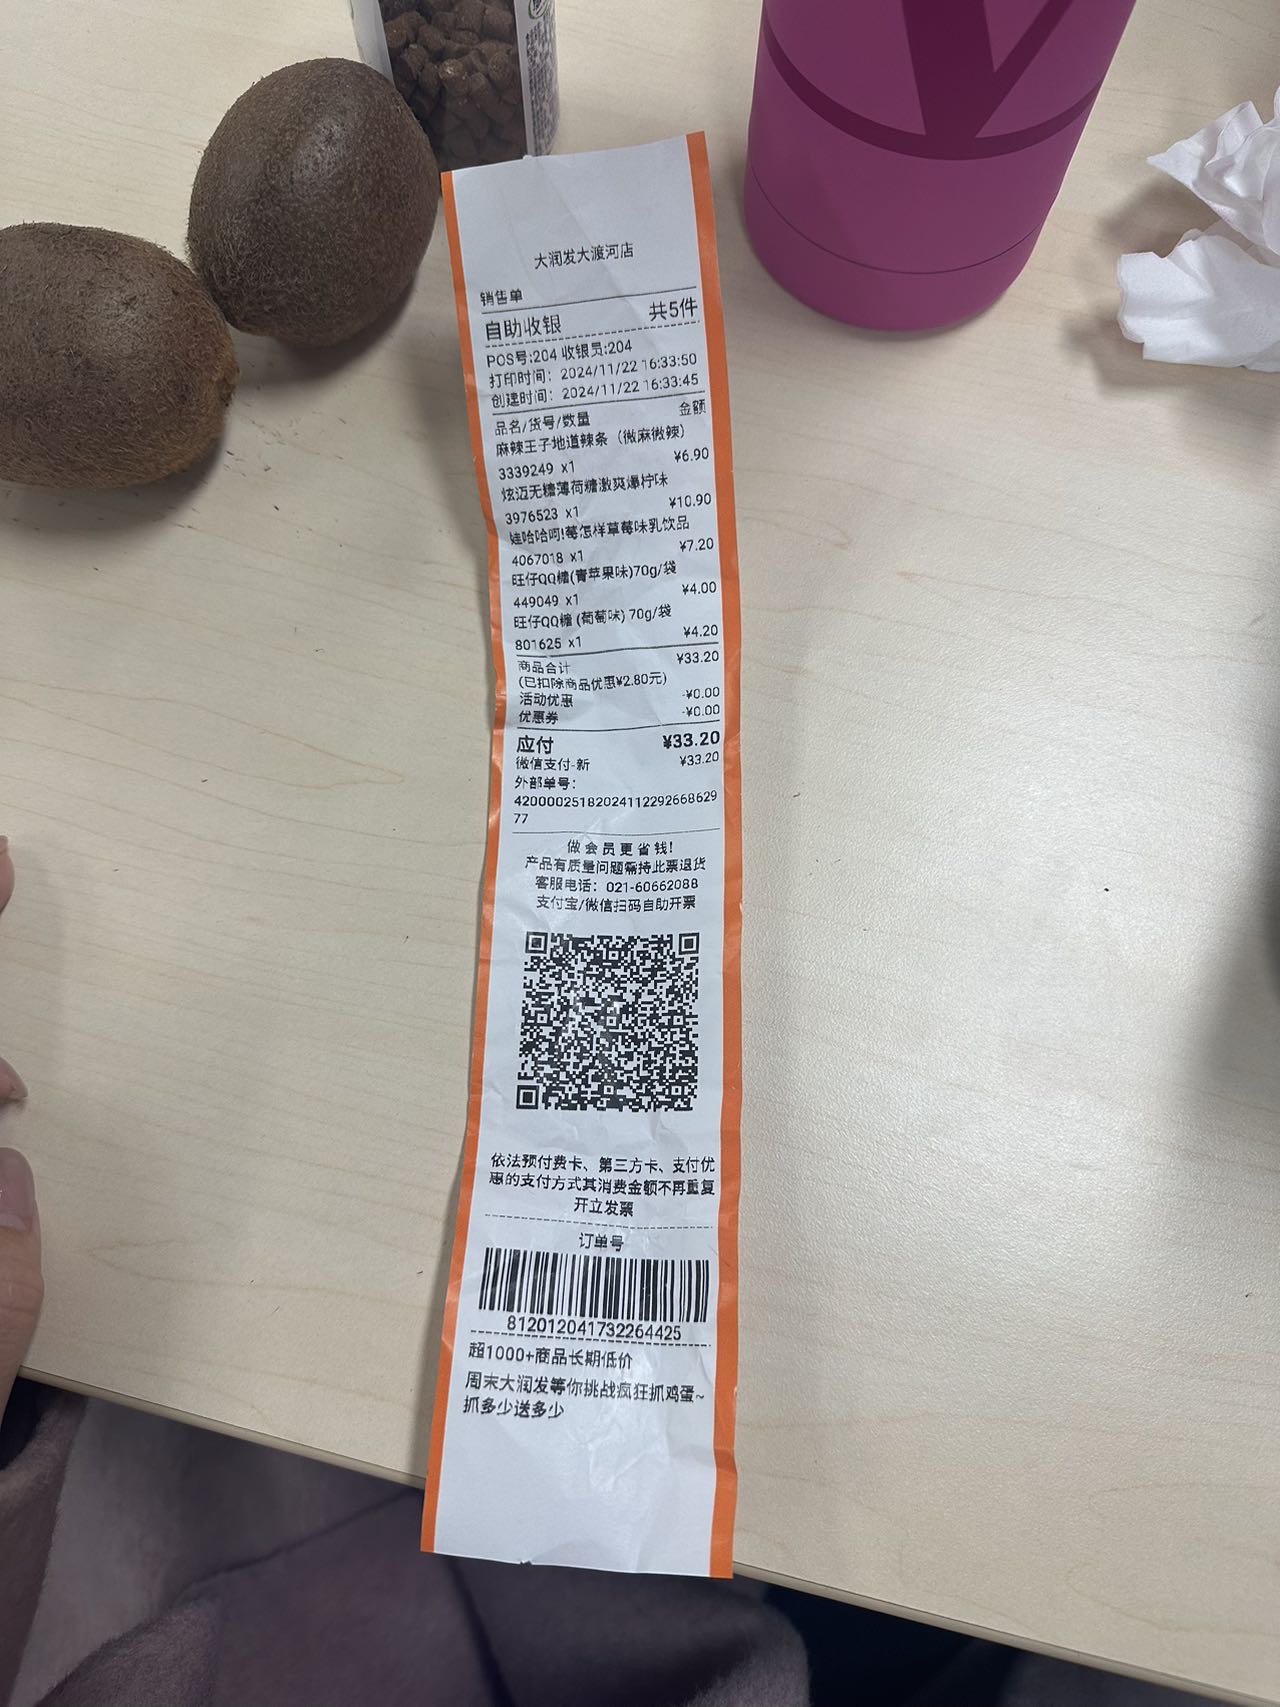 大润发大渡河店
销售单
自助收银 共5件
POS号:204 收银员:204
打印时间: 2024/11/22 16:33:50
创建时间: 2024/11/22 16:33:45
品名/货号/数量 金额
麻辣王子地道辣条（微麻微辣）
3339249 x1 ¥6.90
炫迈无糖薄荷糖激爽爆柠味
3976523 x1 ¥10.90
娃哈哈呵!莓怎样草莓味乳饮品
4067018 x1 ¥7.20
旺仔QQ糖(青苹果味)70g/袋
449049 x1 ¥4.00
旺仔QQ糖 (葡萄味) 70g/袋
801625 x1 ¥4.20
商品合计 ¥33.20
(已扣除商品优惠¥2.80元)
活动优惠 -¥0.00
优惠券 -¥0.00
应付 ¥33.20
微信支付-新 ¥33.20
外部单号:
42000025182024112292668629
77
做会员更省钱!
产品有质量问题需持此票退货
客服电话: 021-60662088
支付宝/微信扫码自助开票
依法预付费卡、第三方卡、支付优
惠的支付方式其消费金额不再重复
开立发票
订单号
812012041732264425
超1000+商品长期低价
周末大润发等你挑战疯狂抓鸡蛋~
抓多少送多少